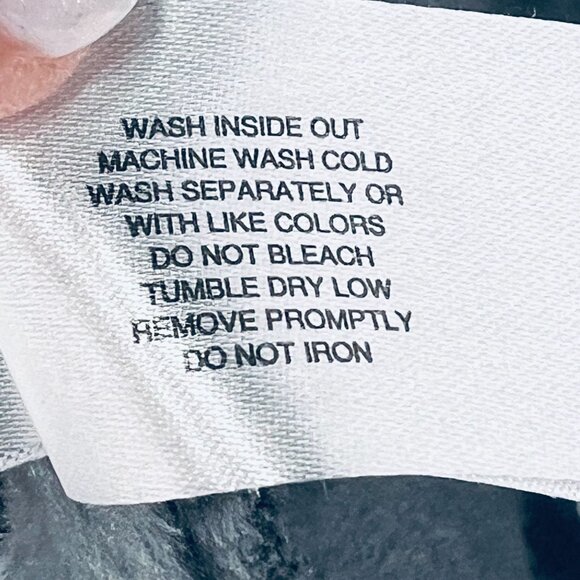 WASH INSIDE OUT
MACHINE WASH COLD
WASH SEPARATELY OR
WITH LIKE COLORS
DO NOT BLEACH
TUMBLE DRY LOW
REMOVE PROMPTLY
DO NOT IRON